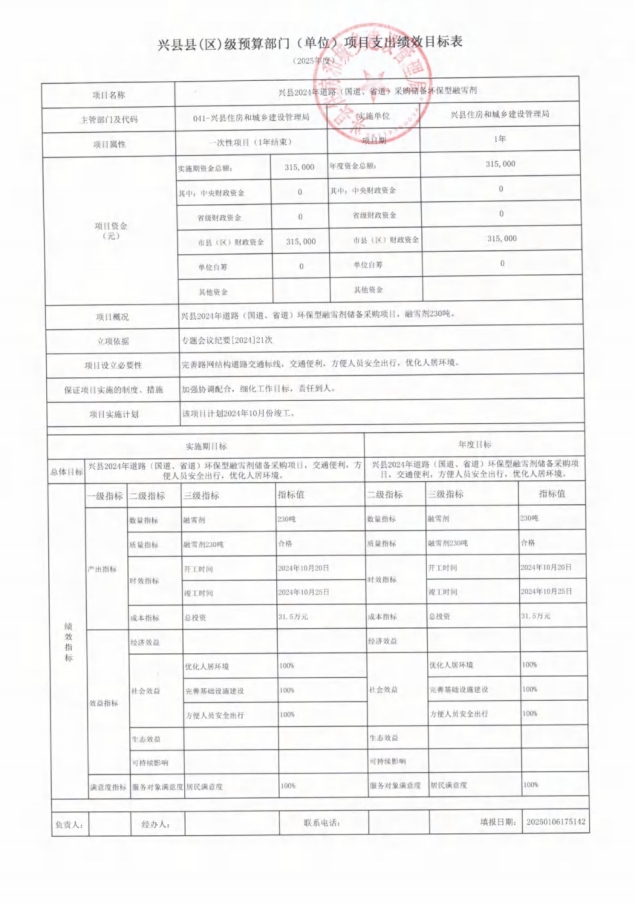 兴县县(区)级预算部门（单位）项目支出绩效目标表
（2025年度）
项目名称 兴县2024年道路（国道、省道）采购储备环保型融雪剂
主管部门及代码 041-兴县住房和城乡建设管理局 实施单位 兴县住房和城乡建设管理局
项目属性 一次性项目（1年结束） 项目期 1年
项目资金
（元）
实施期资金总额： 315,000 年度资金总额： 315,000
其中：中央财政资金 0 其中：中央财政资金 0
省级财政资金 0 省级财政资金 0
市县（区）财政资金 315,000 市县（区）财政资金 315,000
单位自筹 0 单位自筹 0
其他资金 其他资金
项目概况 兴县2024年道路（国道、省道）环保型融雪剂储备采购项目，融雪剂230吨。
立项依据 专题会议纪要[2024]21次
项目设立必要性 完善路网结构道路交通标线，交通便利，方便人员安全出行，优化人居环境。
保证项目实施的制度、措施 加强协调配合，细化工作目标，责任到人。
项目实施计划 该项目计划2024年10月份竣工。
实施期目标 年度目标
总体目标
兴县2024年道路（国道、省道）环保型融雪剂储备采购项目，交通便利，方
便人员安全出行，优化人居环境。
兴县2024年道路（国道、省道）环保型融雪剂储备采购项
目，交通便利，方便人员安全出行，优化人居环境。
绩效指标
一级指标 二级指标 三级指标 指标值 二级指标 三级指标 指标值
产出指标
数量指标 融雪剂 230吨 数量指标 融雪剂 230吨
质量指标 融雪剂230吨 合格 质量指标 融雪剂230吨 合格
时效指标 开工时间 2024年10月20日 时效指标 开工时间 2024年10月20日
竣工时间 2024年10月25日 竣工时间 2024年10月25日
成本指标 总投资 31.5万元 成本指标 总投资 31.5万元
效益指标
经济效益 经济效益
社会效益 优化人居环境 100% 社会效益 优化人居环境 100%
完善基础设施建设 100% 完善基础设施建设 100%
方便人员安全出行 100% 方便人员安全出行 100%
生态效益 生态效益
可持续影响 可持续影响
满意度指标 服务对象满意度 居民满意度 100% 服务对象满意度 居民满意度 100%
负责人： 经办人： 联系电话： 填报日期： 20250106175142